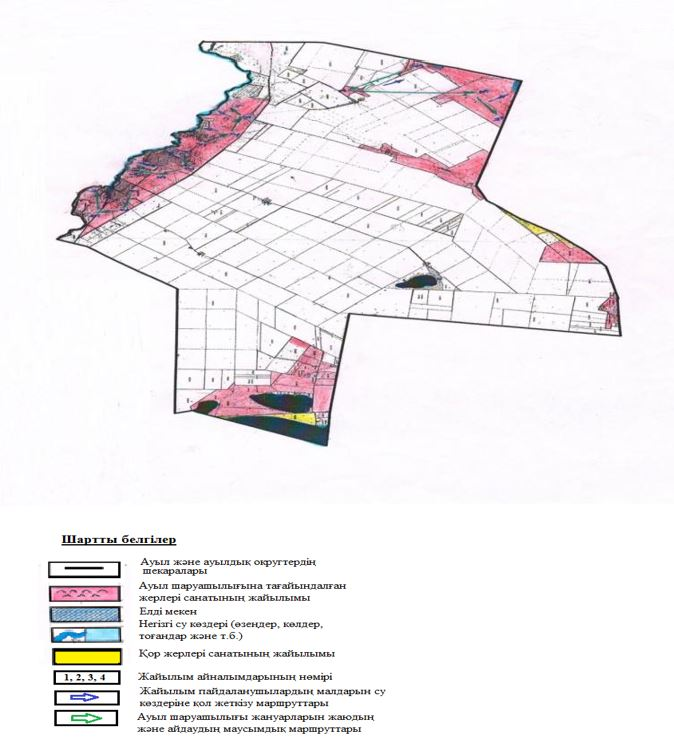 Шартты белгілер
Ауыл және ауылдық округтердің
шекаралары
Ауыл шаруашылығына тағайындалған
жерлері санатының жайылымы
Елді мекен
Негізгі су көздері (өзендер, көлдер,
тоғандар және т.б.)
Қор жерлері санатының жайылымы
1, 2, 3, 4 Жайылым айналымдарының нөмірі
Жайылым пайдаланушылардың малдарын су
көздеріне қол жеткізу маршруттары
Ауыл шаруашылығы жануарларын жаюдың
және айдаудың маусымдық маршруттары